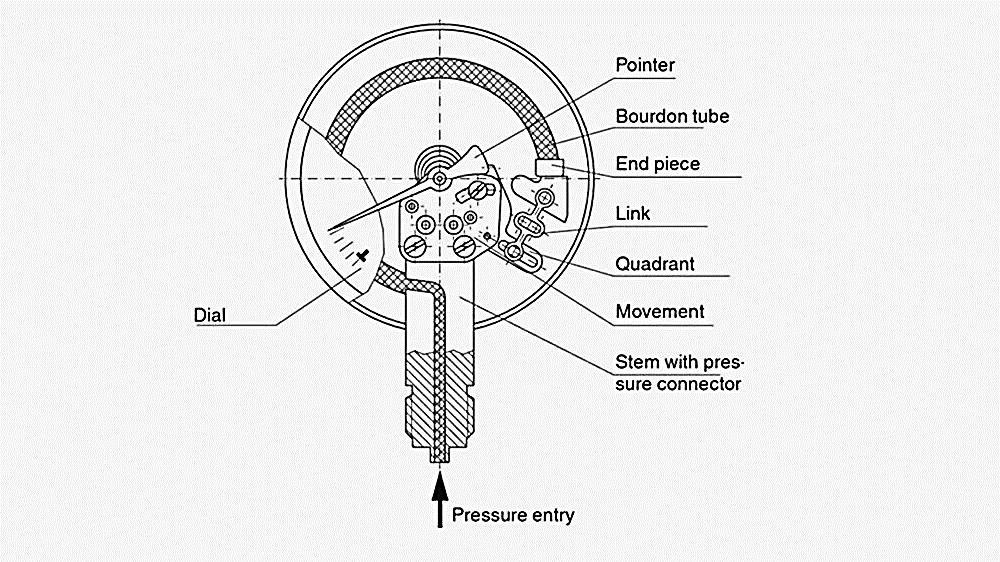 Pointer
Bourdon tube
End piece
Link
Quadrant
Movement
Dial
Stem with pres-
sure connector
Pressure entry